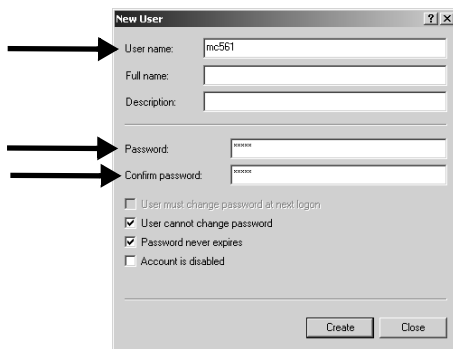 New User
User name: mc561
Full name:
Description:
Password: *****
Confirm password: *****
User must change password at next logon
User cannot change password
Password never expires
Account is disabled
Create Close